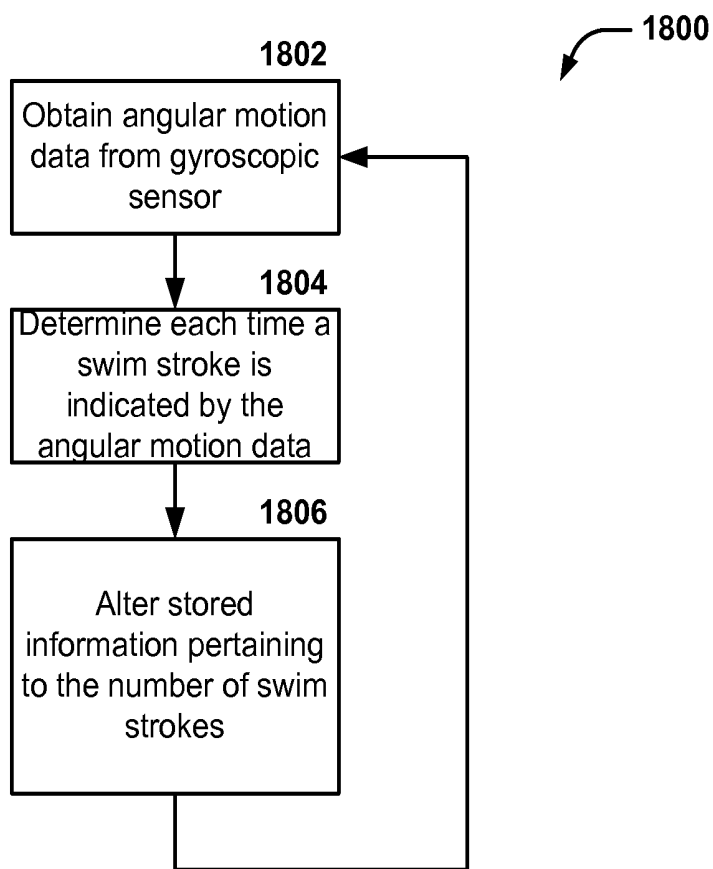 1800
1802
Obtain angular motion
data from gyroscopic
sensor
1804
Determine each time a
swim stroke is
indicated by the
angular motion data
1806
Alter stored
information pertaining
to the number of swim
strokes